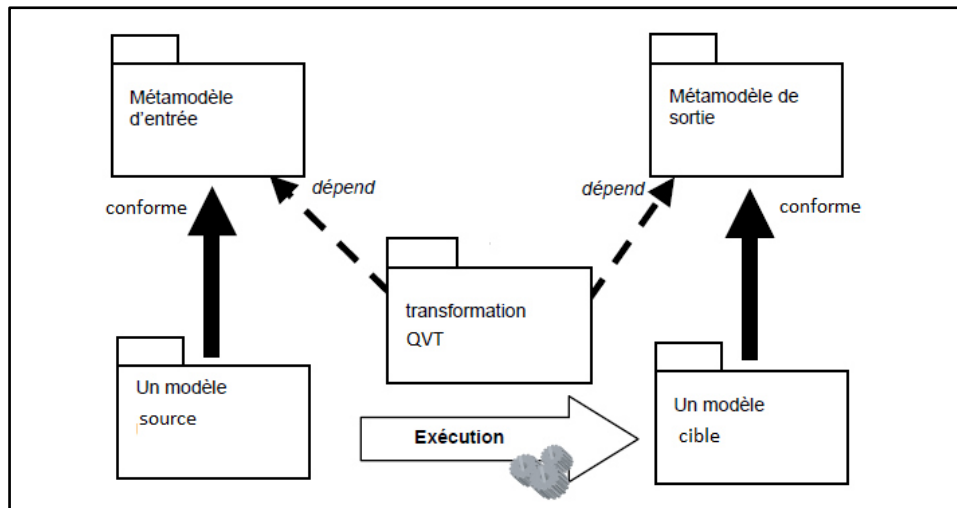 Métamodèle
d'entrée
Métamodèle de
sortie
dépend
dépend
conforme
conforme
transformation
QVT
Un modèle
source
Exécution
Un modèle
cible